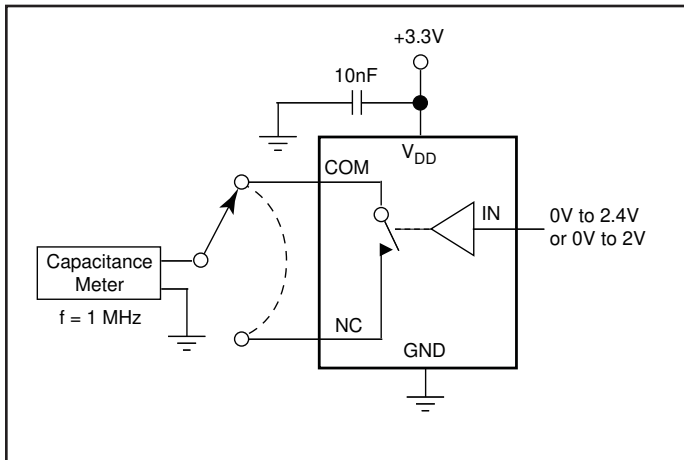 +3.3V
10nF
VDD
COM
IN
0V to 2.4V
or 0V to 2V
Capacitance
Meter
f = 1 MHz
NC
GND